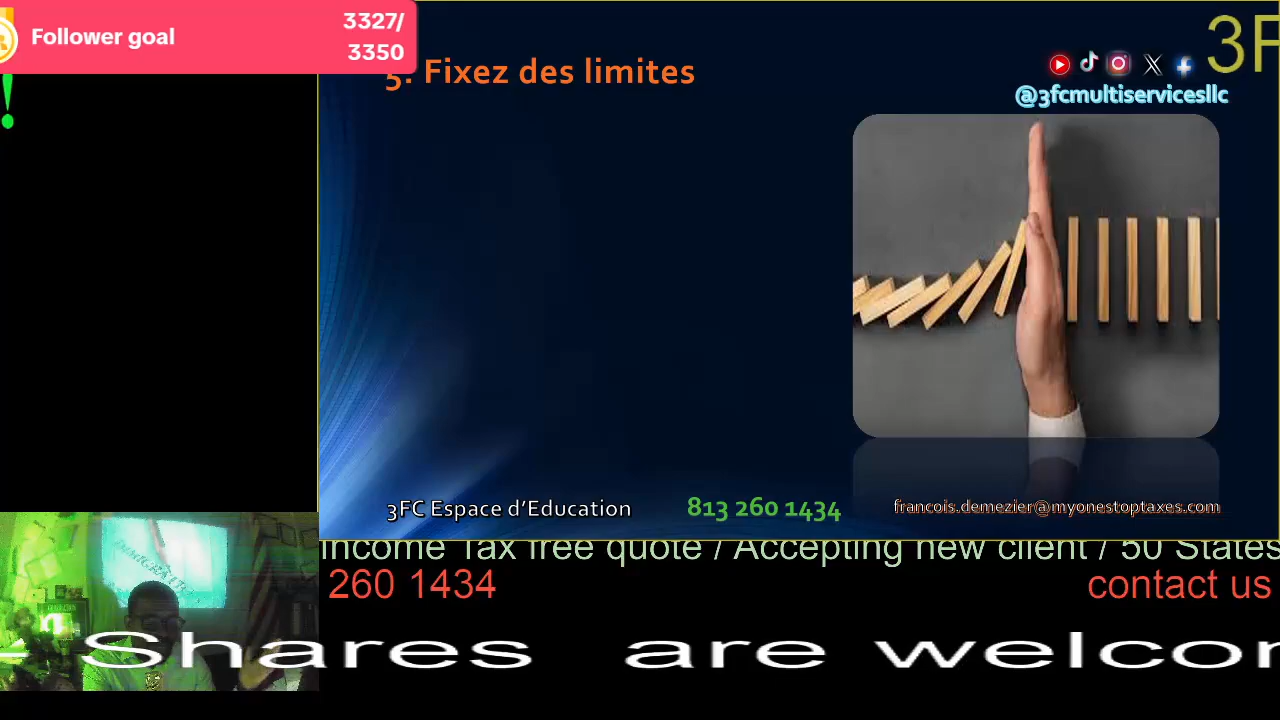 Follower goal
3327/
3350
!
3F
5. Fixez des limites
@3fcmultiservicesllc
3FC Espace d'Education
813 260 1434
francois.demezier@myonestoptaxes.com
Income Tax free quote / Accepting new client / 50 States
260 1434
contact us
- Shares are welcom